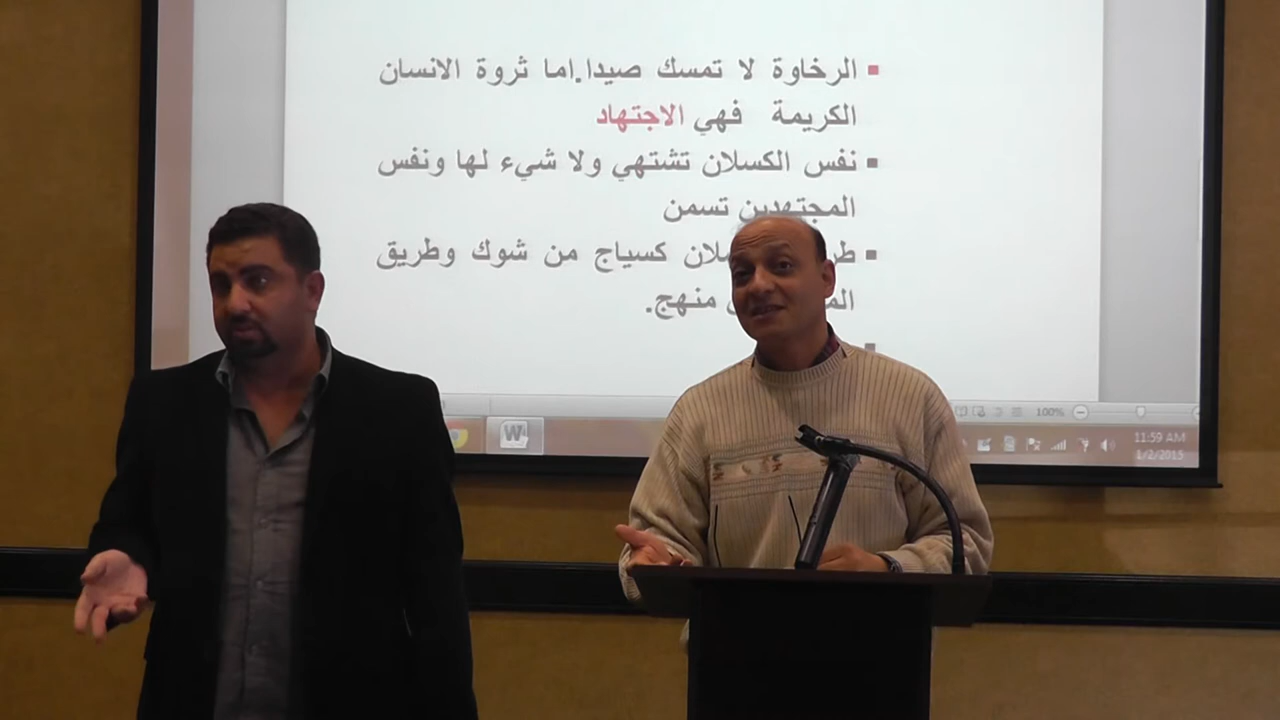 الرخاوة لا تمسك صيدا.اما ثروة الانسان
الكريمة فهي الاجتهاد
نفس الكسلان تشتهي ولا شيء لها ونفس
المجتهدين تسمن
كسياج من شوك وطريق
منهج.
100%
W
11:59 AM
1/2/2015